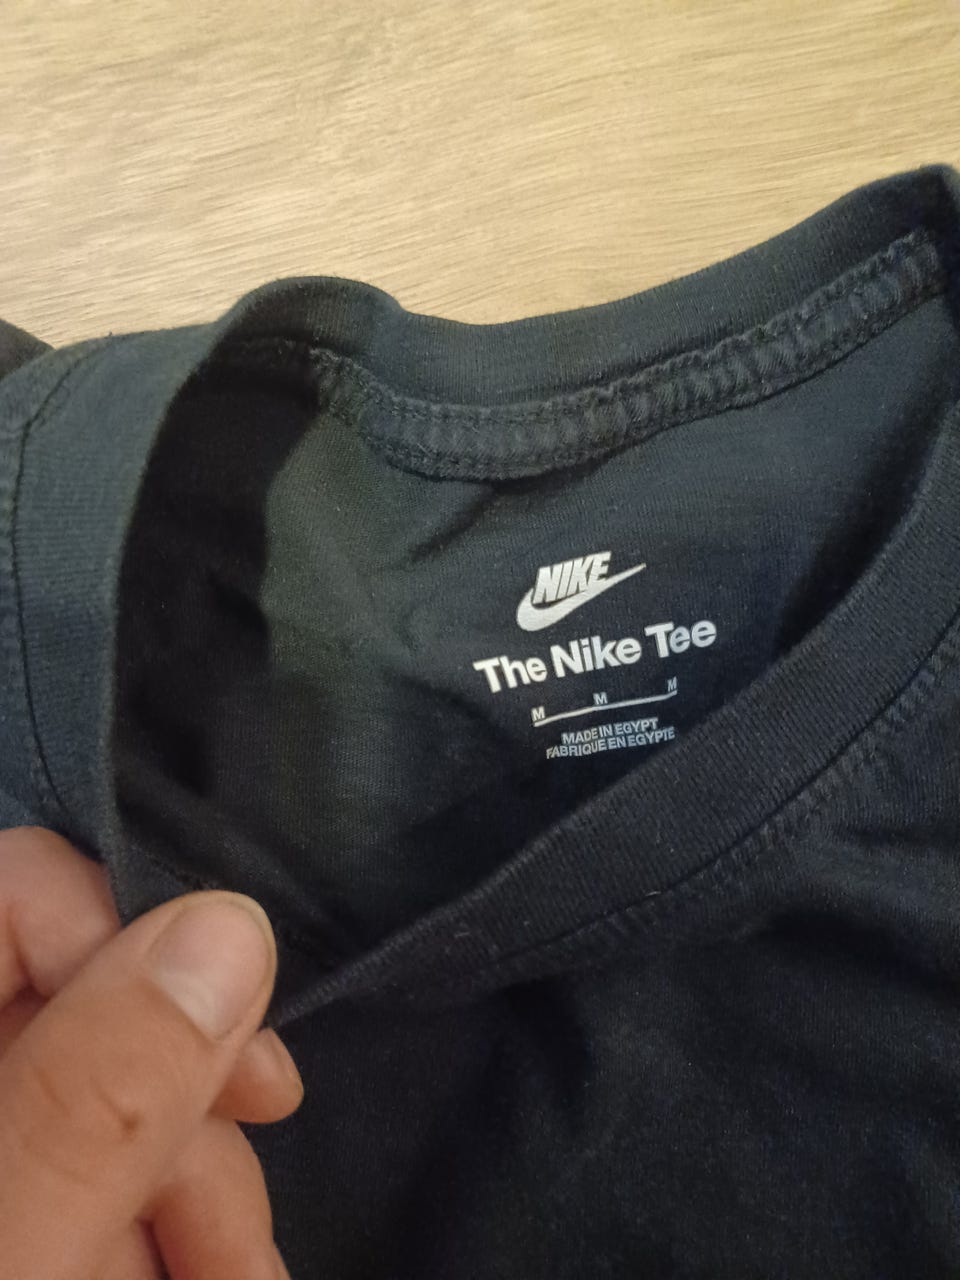 NIKE
The Nike Tee
M M M
MADE IN EGYPT
FABRIQUE EN EGYPTE